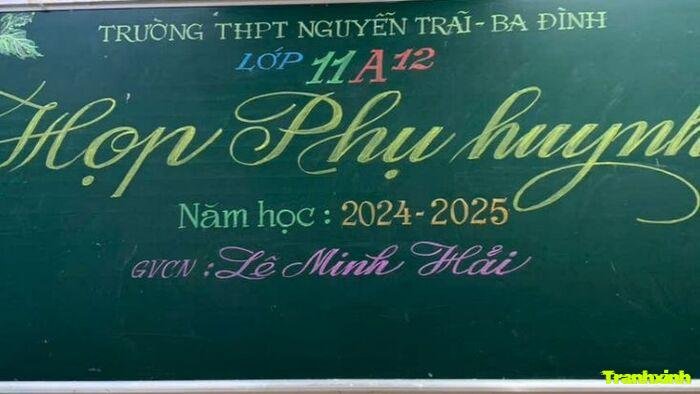 TRƯỜNG THPT NGUYỄN TRÃI - BA ĐÌNH
LỚP 11A12
Họp Phụ huynh
Năm học : 2024 - 2025
GVCN : Lê Minh Hải
Tranhxinh